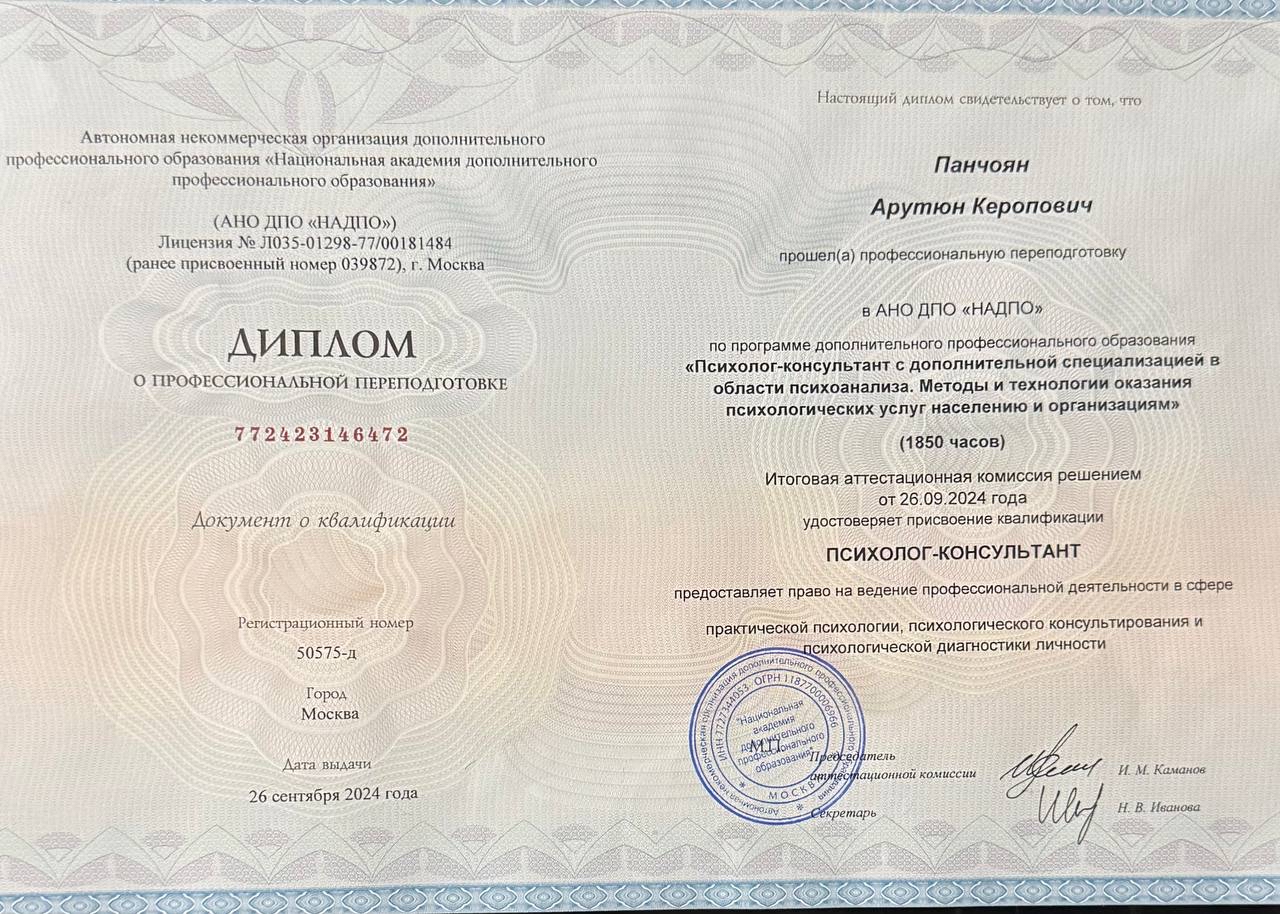 Автономная некоммерческая организация дополнительного
профессионального образования «Национальная академия дополнительного
профессионального образования»
(АНО ДПО «НАДПО»)
Лицензия № Л035-01298-77/00181484
(ранее присвоенный номер 039872), г. Москва
ДИПЛОМ
О ПРОФЕССИОНАЛЬНОЙ ПЕРЕПОДГОТОВКЕ
772423146472
Документ о квалификации
Регистрационный номер
50575-д
Город
Москва
Дата выдачи
26 сентября 2024 года
Настоящий диплом свидетельствует о том, что
Панчоян
Арутюн Керопович
прошел(а) профессиональную переподготовку
в АНО ДПО «НАДПО»
по программе дополнительного профессионального образования
«Психолог-консультант с дополнительной специализацией в
области психоанализа. Методы и технологии оказания
психологических услуг населению и организациям»
(1850 часов)
Итоговая аттестационная комиссия решением
от 26.09.2024 года
удостоверяет присвоение квалификации
ПСИХОЛОГ-КОНСУЛЬТАНТ
предоставляет право на ведение профессиональной деятельности в сфере
практической психологии, психологического консультирования и
психологической диагностики личности
Автономная некоммерческая организация дополнительного профессионального образования
ИНН 7727344053 ОГРН 1187700006966
МОСКВА
"Национальная
академия
дополнительного
профессионального
образования"
М.П.
Председатель
аттестационной комиссии
И. М. Каманов
Секретарь
Н. В. Иванова